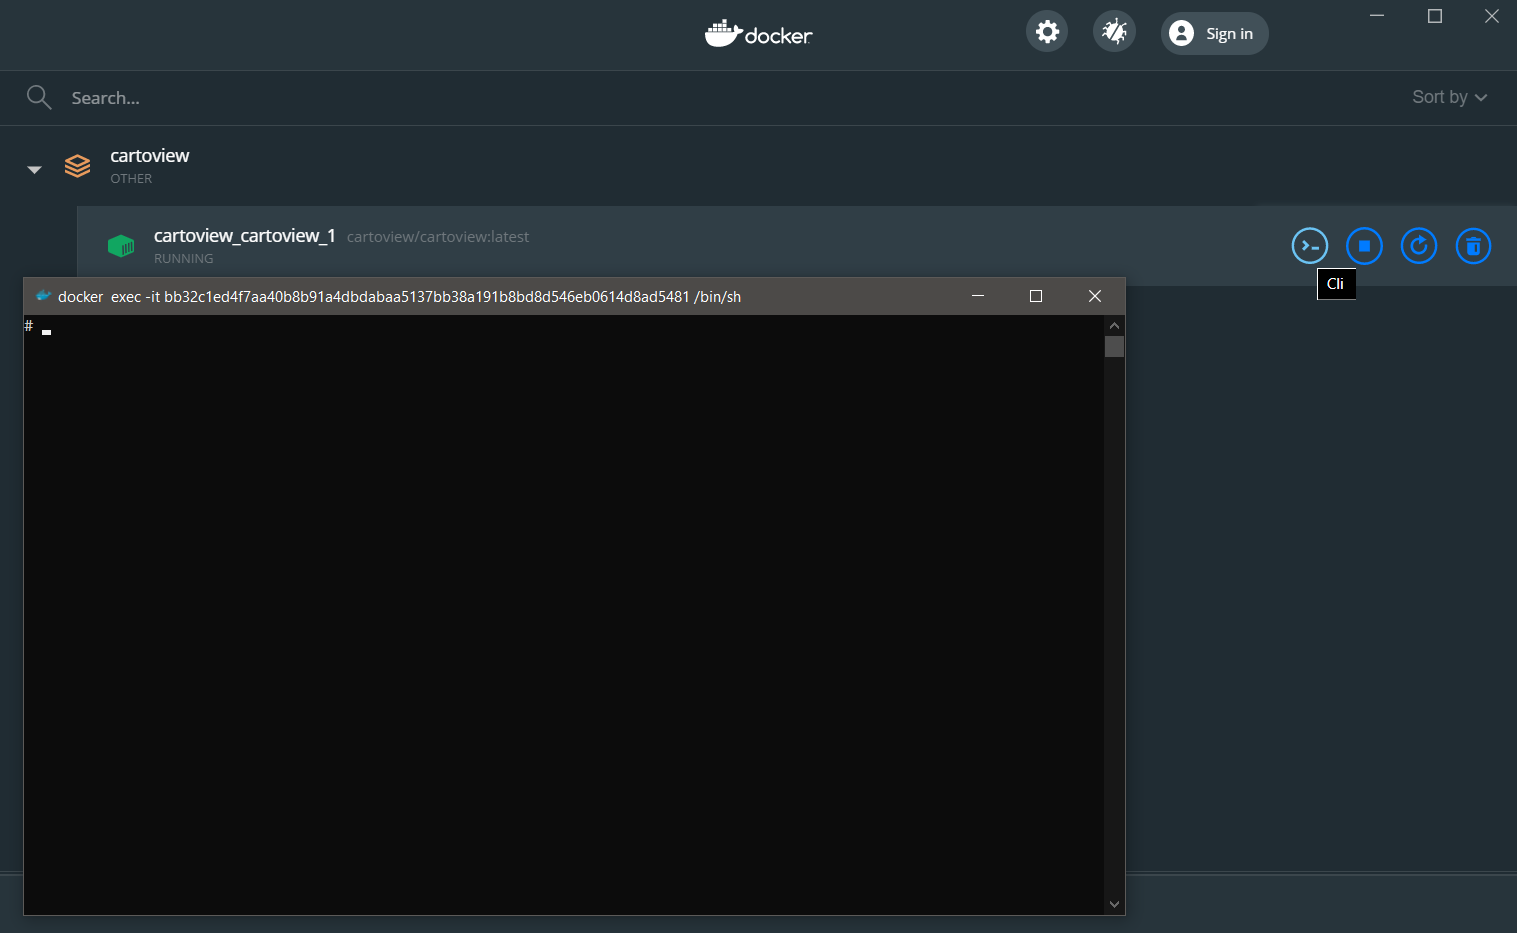 docker
Sign in
Search...
Sort by
cartoview
OTHER
cartoview_cartoview_1 cartoview/cartoview:latest
RUNNING
Cli
docker exec -it bb32c1ed4f7aa40b8b91a4dbdabaa5137bb38a191b8bd8d546eb0614d8ad5481 /bin/sh
#